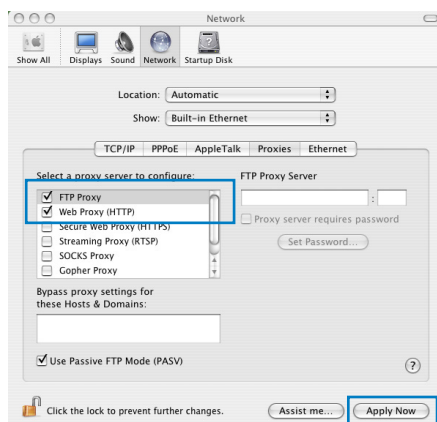 Network
Show All Displays Sound Network Startup Disk
Location: Automatic
Show: Built-in Ethernet
TCP/IP PPPoE AppleTalk Proxies Ethernet
Select a proxy server to configure:
FTP Proxy
Web Proxy (HTTP)
Secure Web Proxy (HTTPS)
Streaming Proxy (RTSP)
SOCKS Proxy
Gopher Proxy
FTP Proxy Server
:
Proxy server requires password
Set Password...
Bypass proxy settings for
these Hosts & Domains:
Use Passive FTP Mode (PASV)
?
Click the lock to prevent further changes.
Assist me...
Apply Now